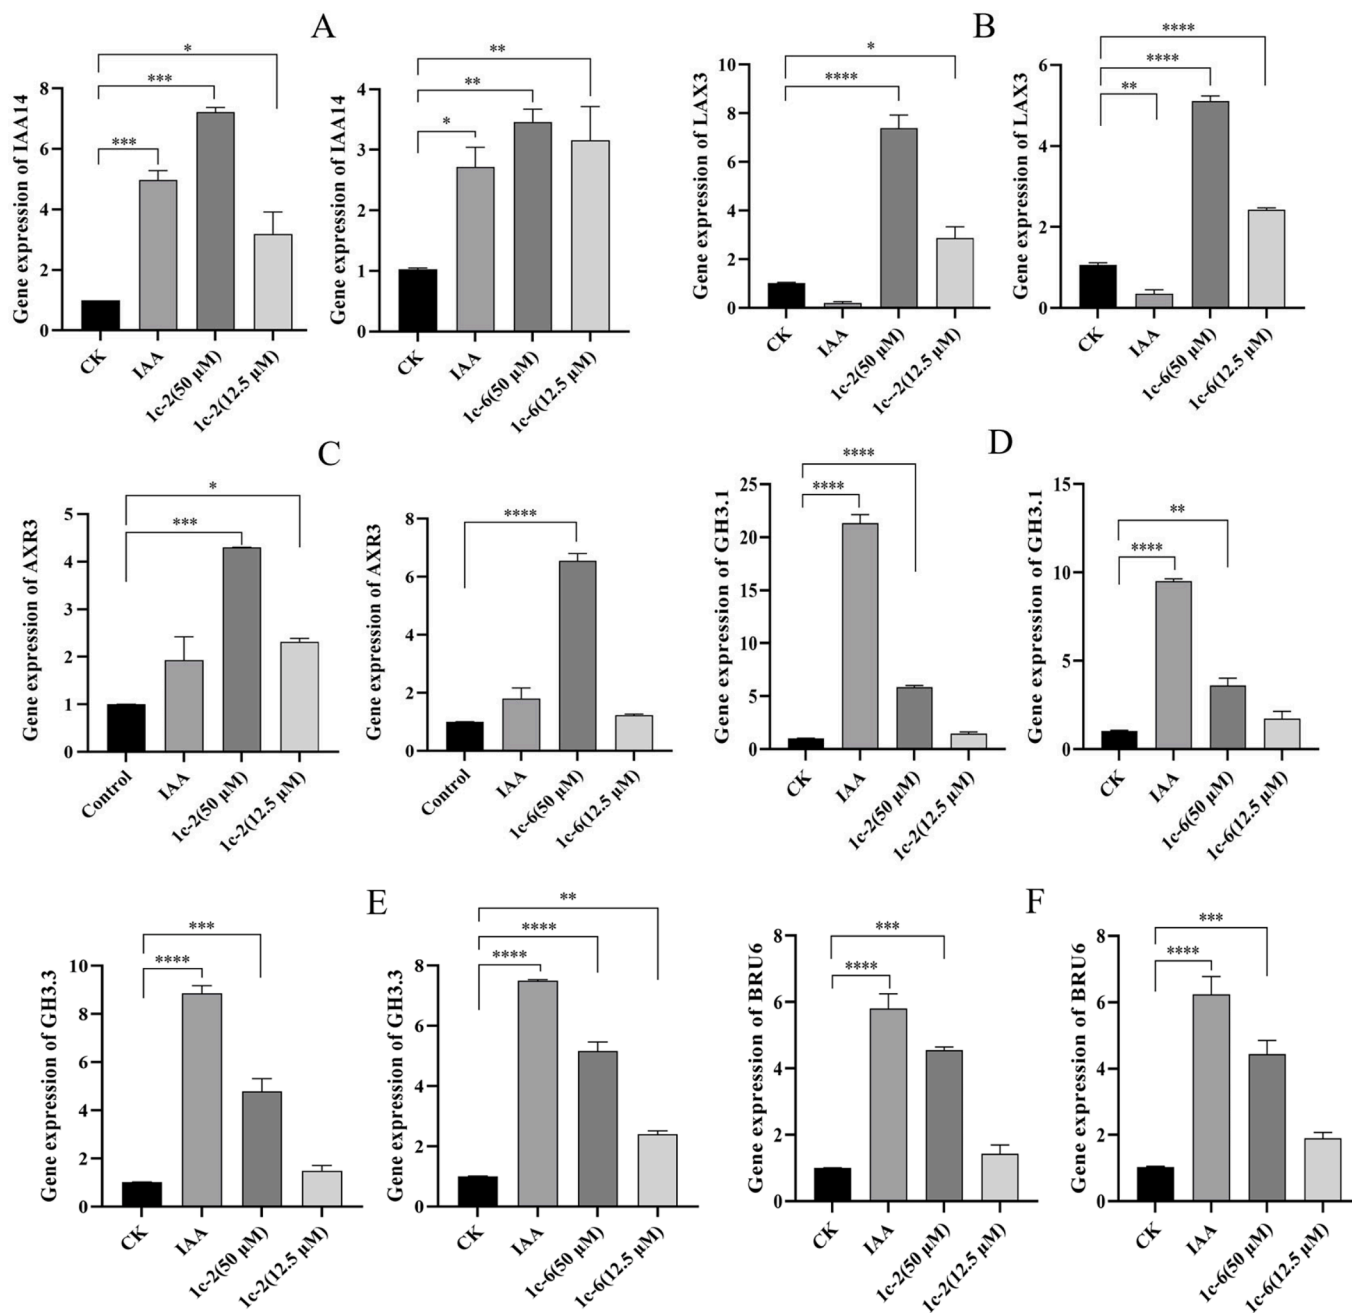 A
Gene expression of IAA14
8
6
4
2
0
*
***
***
CK
IAA
1c-2(50 μM)
1c-2(12.5 μM)
Gene expression of IAA14
4
3
2
1
0
**
**
*
CK
IAA
1c-6(50 μM)
1c-6(12.5 μM)
B
Gene expression of LAX3
10
8
6
4
2
0
*
****
CK
IAA
1c-2(50 μM)
1c--2(12.5 μM)
Gene expression of LAX3
6
4
2
0
****
****
**
CK
IAA
1c-6(50 μM)
1c-6(12.5 μM)
C
Gene expression of AXR3
5
4
3
2
1
0
*
***
Control
IAA
1c-2(50 μM)
1c-2(12.5 μM)
Gene expression of AXR3
8
6
4
2
0
****
Control
IAA
1c-6(50 μM)
1c-6(12.5 μM)
D
Gene expression of GH3.1
25
20
15
10
5
0
****
****
CK
IAA
1c-2(50 μM)
1c-2(12.5 μM)
Gene expression of GH3.1
15
10
5
0
**
****
CK
IAA
1c-6(50 μM)
1c-6(12.5 μM)
E
Gene expression of GH3.3
10
8
6
4
2
0
***
****
CK
IAA
1c-2(50 μM)
1c-2(12.5 μM)
Gene expression of GH3.3
8
6
4
2
0
**
****
****
CK
IAA
1c-6(50 μM)
1c-6(12.5 μM)
F
Gene expression of BRU6
8
6
4
2
0
***
****
CK
IAA
1c-2(50 μM)
1c-2(12.5 μM)
Gene expression of BRU6
8
6
4
2
0
***
****
CK
IAA
1c-6(50 μM)
1c-6(12.5 μM)